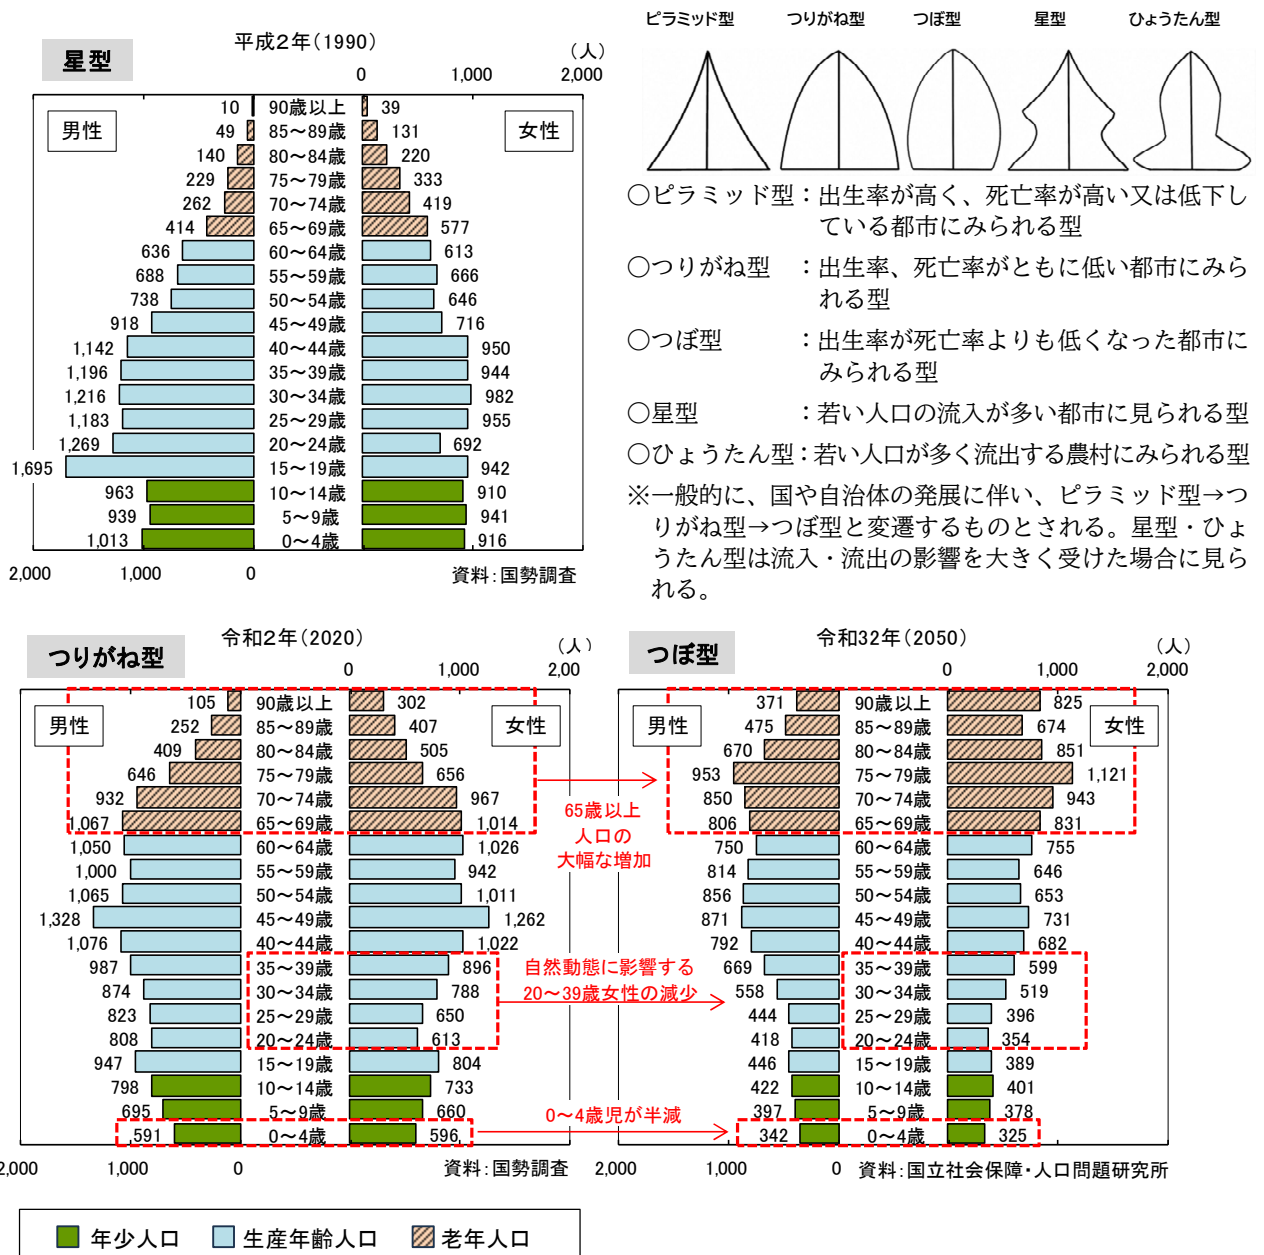 星型
平成2年(1990)
(人)
0 1,000 2,000
男性 女性
10 90歳以上 39
49 85～89歳 131
140 80～84歳 220
229 75～79歳 333
262 70～74歳 419
414 65～69歳 577
636 60～64歳 613
688 55～59歳 666
738 50～54歳 646
918 45～49歳 716
1,142 40～44歳 950
1,196 35～39歳 944
1,216 30～34歳 982
1,183 25～29歳 955
1,269 20～24歳 692
1,695 15～19歳 942
963 10～14歳 910
939 5～9歳 941
1,013 0～4歳 916
2,000 1,000 0
資料:国勢調査
ピラミッド型 つりがね型 つぼ型 星型 ひょうたん型
○ピラミッド型：出生率が高く、死亡率が高い又は低下し
ている都市にみられる型
○つりがね型　：出生率、死亡率がともに低い都市にみら
れる型
○つぼ型　　　：出生率が死亡率よりも低くなった都市に
みられる型
○星型　　　　：若い人口の流入が多い都市に見られる型
○ひょうたん型：若い人口が多く流出する農村にみられる型
※一般的に、国や自治体の発展に伴い、ピラミッド型→つ
りがね型→つぼ型と変遷するものとされる。星型・ひょ
うたん型は流入・流出の影響を大きく受けた場合に見ら
れる。
つりがね型
令和2年(2020)
(人)
0 1,000 2,00
男性 女性
105 90歳以上 302
252 85～89歳 407
409 80～84歳 505
646 75～79歳 656
932 70～74歳 967
1,067 65～69歳 1,014
1,050 60～64歳 1,026
1,000 55～59歳 942
1,065 50～54歳 1,011
1,328 45～49歳 1,262
1,076 40～44歳 1,022
987 35～39歳 896
874 30～34歳 788
823 25～29歳 650
808 20～24歳 613
947 15～19歳 804
798 10～14歳 733
695 5～9歳 660
591 0～4歳 596
2,000 1,000 0
資料:国勢調査
65歳以上
人口の
大幅な増加
自然動態に影響する
20～39歳女性の減少
0～4歳児が半減
つぼ型
令和32年(2050)
(人)
0 1,000 2,000
男性 女性
371 90歳以上 825
475 85～89歳 674
670 80～84歳 851
953 75～79歳 1,121
850 70～74歳 943
806 65～69歳 831
750 60～64歳 755
814 55～59歳 646
856 50～54歳 653
871 45～49歳 731
792 40～44歳 682
669 35～39歳 599
558 30～34歳 519
444 25～29歳 396
418 20～24歳 354
446 15～19歳 389
422 10～14歳 401
397 5～9歳 378
342 0～4歳 325
2,000 1,000 0
資料:国立社会保障・人口問題研究所
年少人口 生産年齢人口 老年人口